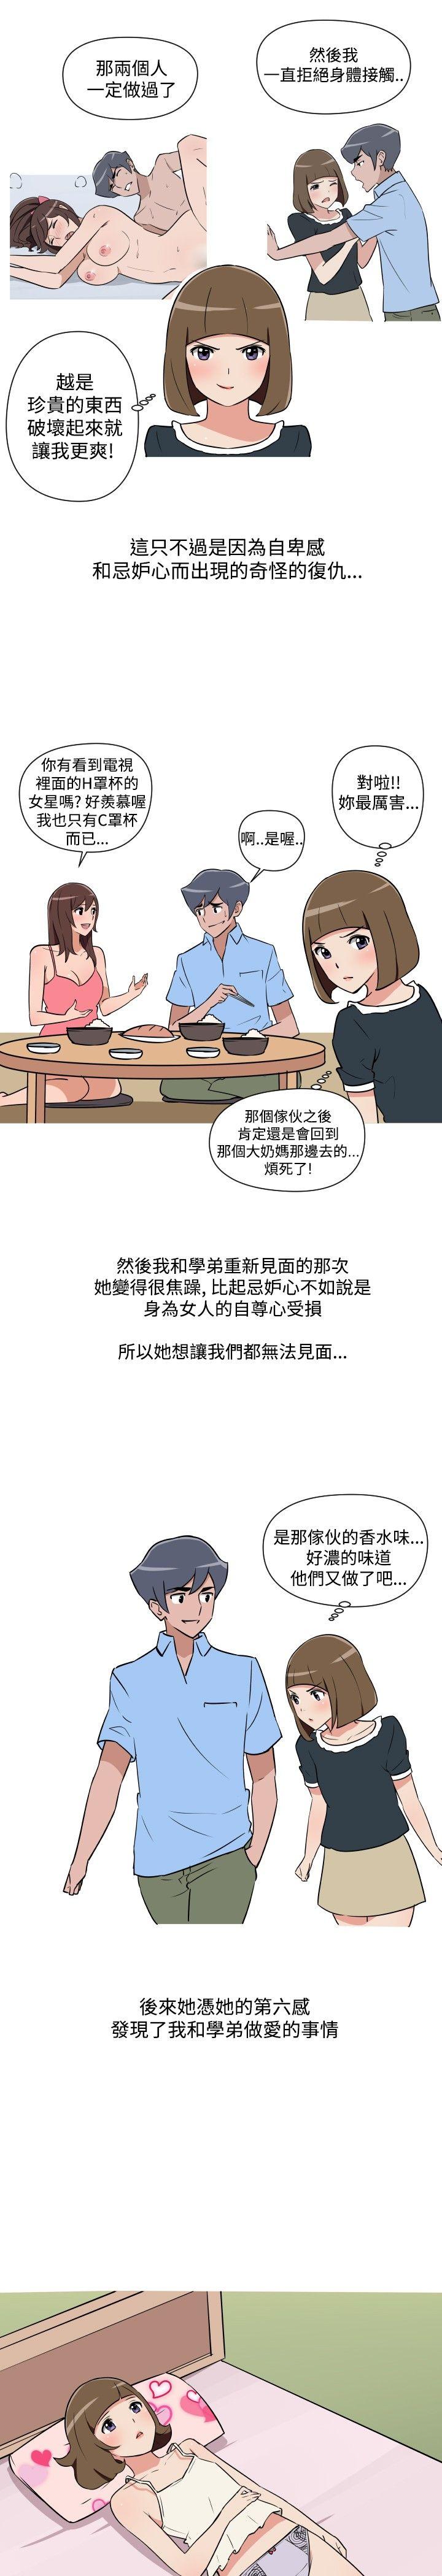 那兩個人
一定做過了
然後我
一直拒絕身體接觸..
越是
珍貴的東西
破壞起來就
讓我更爽!
這只不過是因為自卑感
和忌妒心而出現的奇怪的復仇...
你有看到電視
裡面的H罩杯的
女星嗎? 好羨慕喔
我也只有C罩杯
而已...
啊..是喔..
對啦!!
妳最厲害...
那個傢伙之後
肯定還是會回到
那個大奶媽那邊去的...
煩死了!
然後我和學弟重新見面的那次
她變得很焦躁, 比起忌妒心不如說是
身為女人的自尊心受損
所以她想讓我們都無法見面...
是那傢伙的香水味...
好濃的味道
他們又做了吧...
後來她憑她的第六感
發現了我和學弟做愛的事情